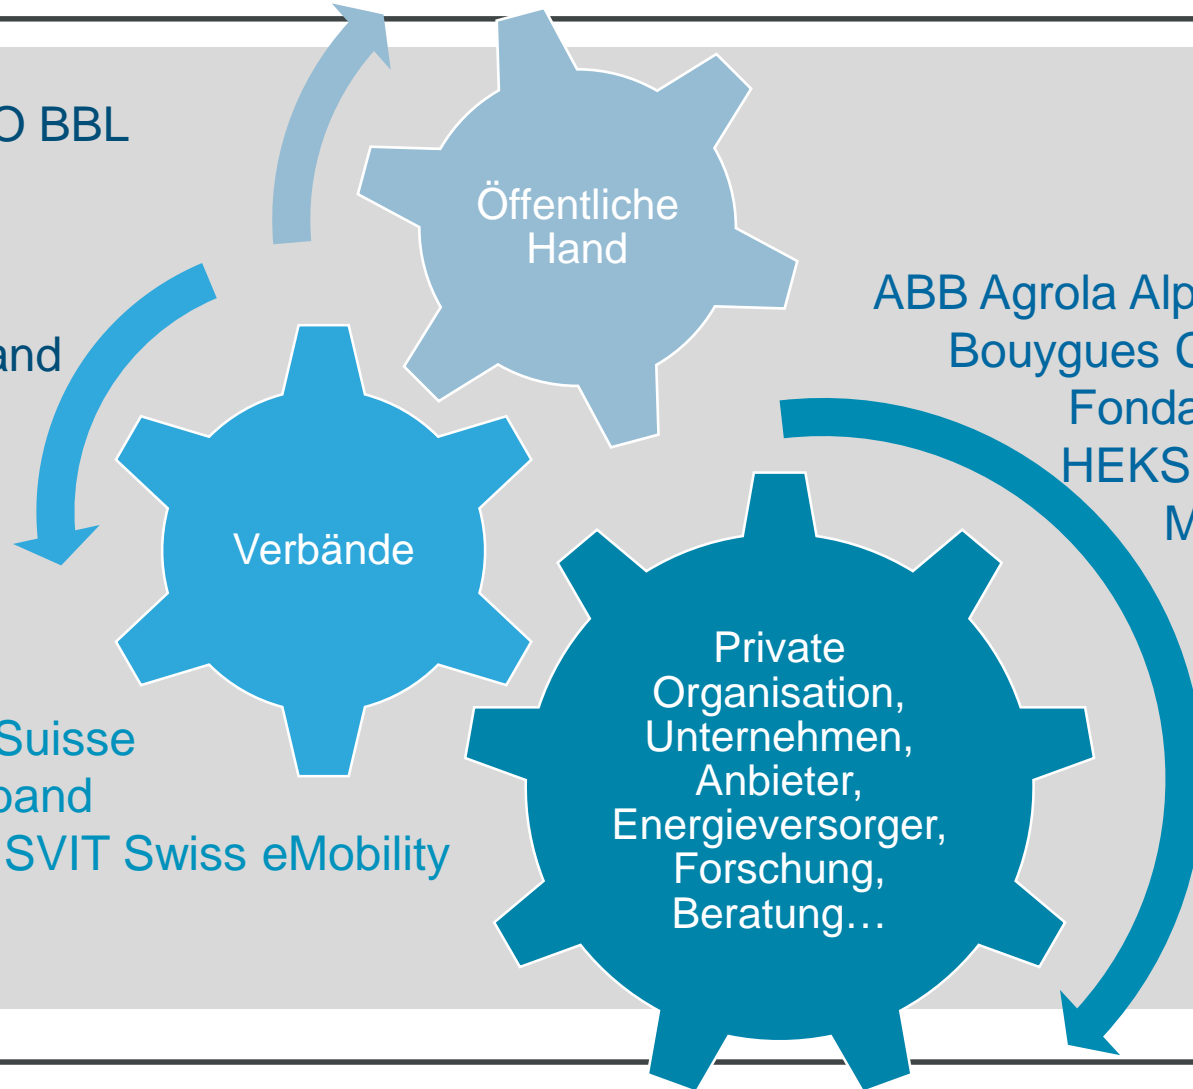 O BBL
Öffentliche
Hand
and
ABB Agrola Alp
Bouygues C
Fonda
HEKS
M
Verbände
Private
Organisation,
Unternehmen,
Anbieter,
Energieversorger,
Forschung,
Beratung…
Suisse
band
SVIT Swiss eMobility